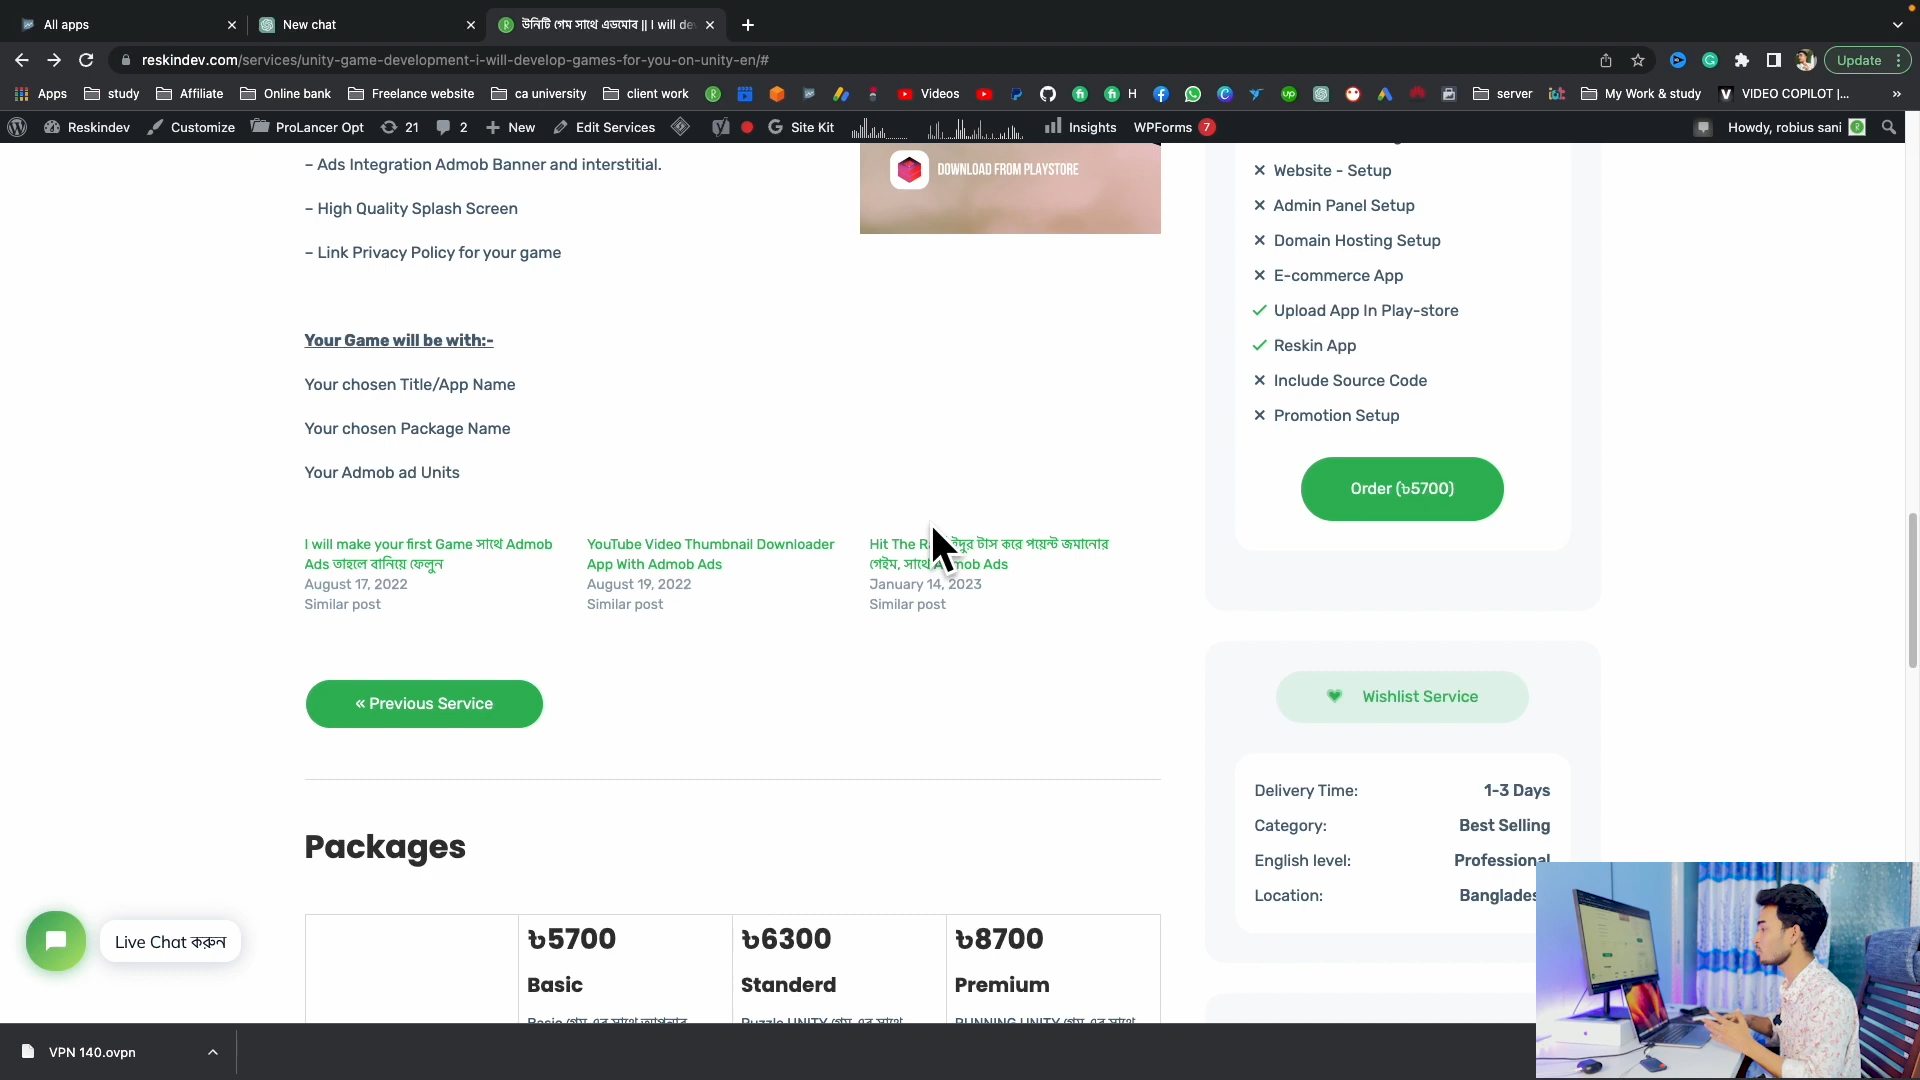 All apps
New chat
উনিটি গেম সাথে এডমোব || I will de
reskindev.com/services/unity-game-development-i-will-develop-games-for-you-on-unity-en/#
Update
Apps
study
Affiliate
Online bank
Freelance website
ca university
client work
Videos
H
server
My Work & study
VIDEO COPILOT |...
»
Reskindev
Customize
ProLancer Opt
21
2
New
Edit Services
Site Kit
Insights
WPForms 7
Howdy, robius sani
– Ads Integration Admob Banner and interstitial.
– High Quality Splash Screen
– Link Privacy Policy for your game
DOWNLOAD FROM PLAYSTORE
Your Game will be with:-
Your chosen Title/App Name
Your chosen Package Name
Your Admob ad Units
I will make your first Game সাথে Admob
Ads তাহলে বানিয়ে ফেলুন
August 17, 2022
Similar post
YouTube Video Thumbnail Downloader
App With Admob Ads
August 19, 2022
Similar post
Hit The টাস করে পয়েন্ট জমানোর
গেইম, সাথে Ads
January 14, 2023
Similar post
« Previous Service
Packages
৳5700
Basic
৳6300
Standerd
৳8700
Premium
Website - Setup
Admin Panel Setup
Domain Hosting Setup
E-commerce App
Upload App In Play-store
Reskin App
Include Source Code
Promotion Setup
Order (৳5700)
Wishlist Service
Delivery Time: 1-3 Days
Category: Best Selling
English level: Professional
Location:
Live Chat করুন
VPN 140.ovpn